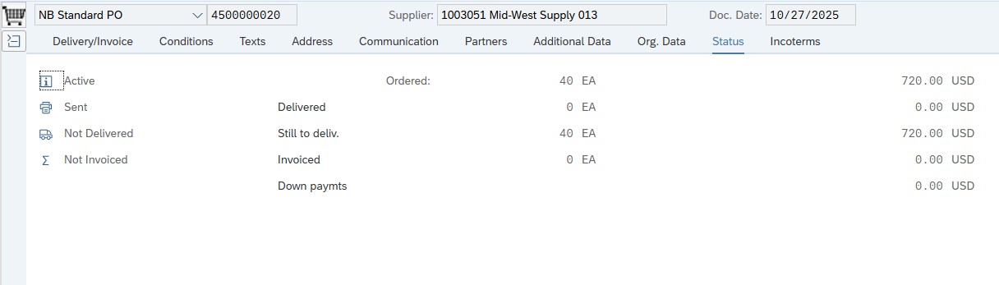 NB Standard PO 4500000020 Supplier: 1003051 Mid-West Supply 013 Doc. Date: 10/27/2025
Delivery/Invoice Conditions Texts Address Communication Partners Additional Data Org. Data Status Incoterms
Active Ordered: 40 EA 720.00 USD
Sent Delivered 0 EA 0.00 USD
Not Delivered Still to deliv. 40 EA 720.00 USD
Σ Not Invoiced Invoiced 0 EA 0.00 USD
Down paymts 0.00 USD